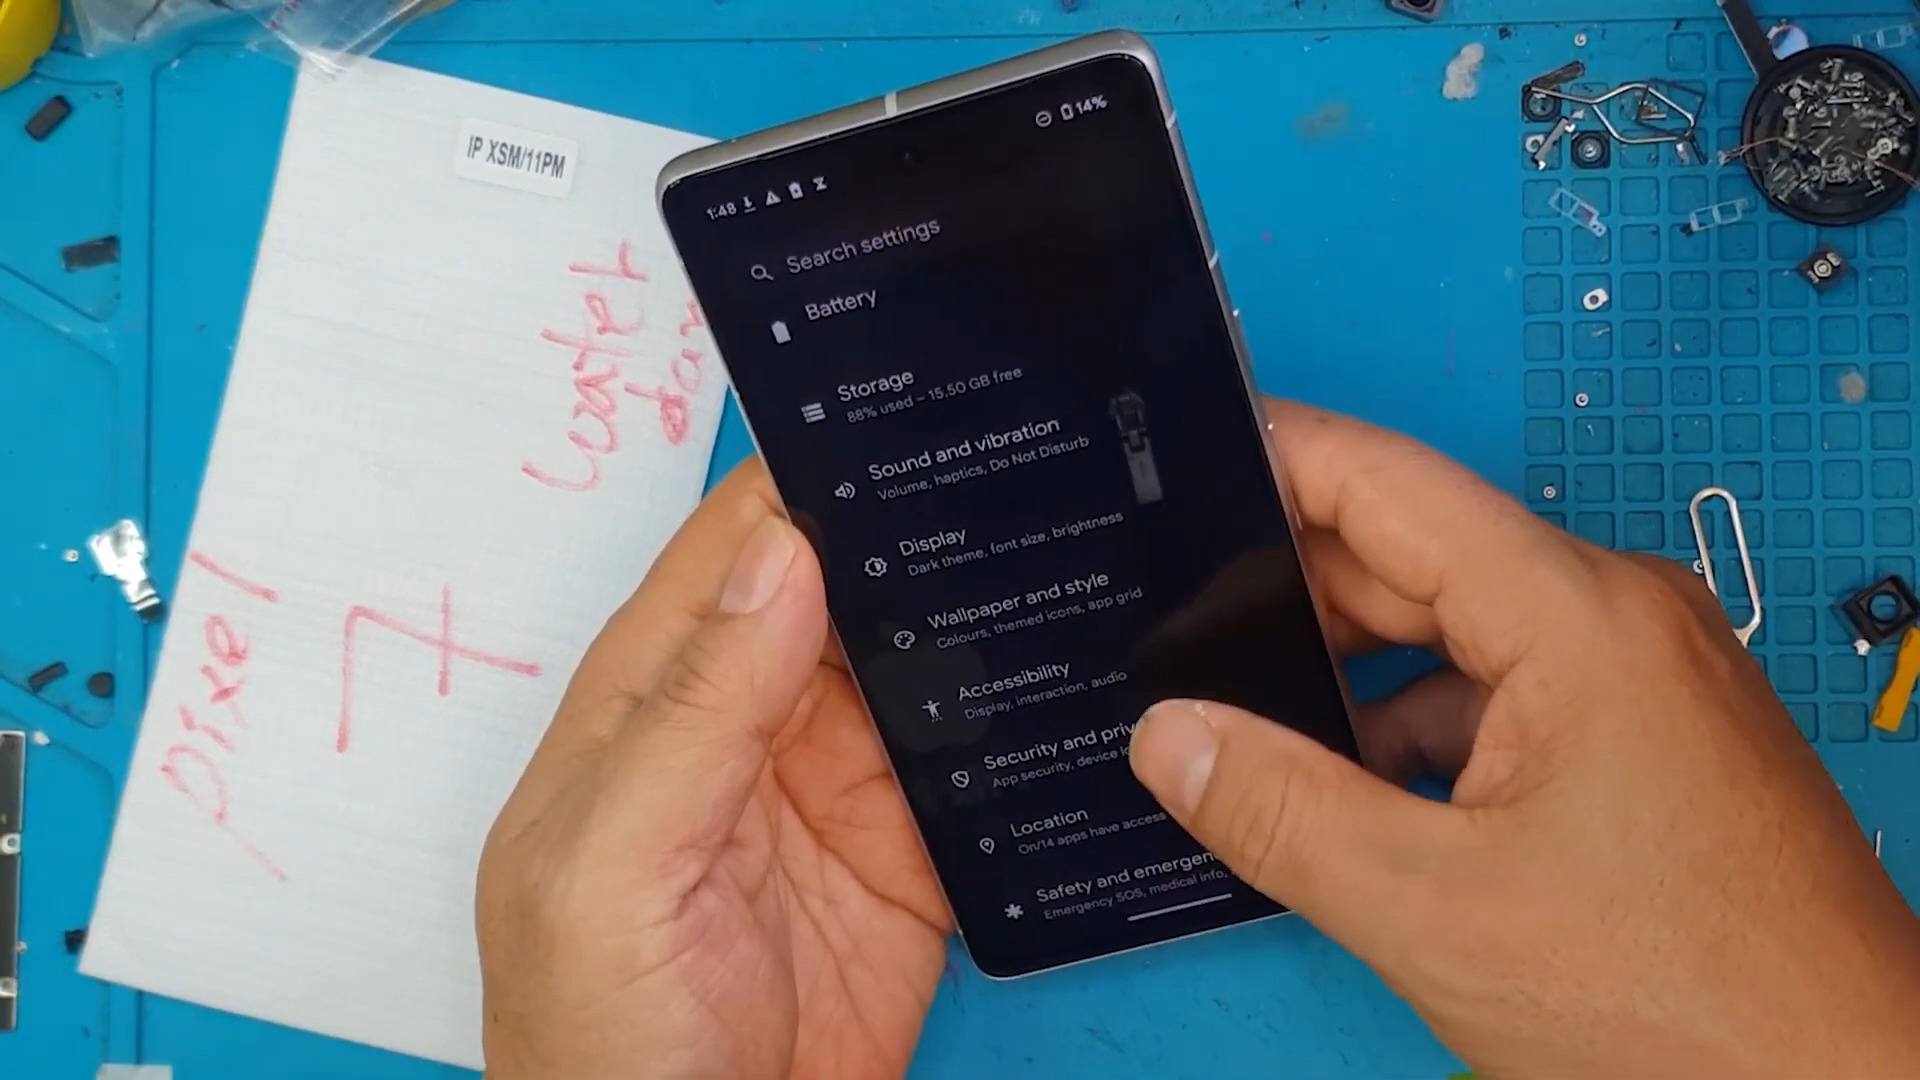 IP XSM/11PM
water
Pixel
7
14%
1:48
Search settings
Battery
Storage
88% used – 15,50 GB free
Sound and vibration
Volume, haptics, Do Not Disturb
Display
Dark theme, font size, brightness
Wallpaper and style
Colours, themed icons, app grid
Accessibility
Display, interaction, audio
Security and
App security, device
Location
On/14 apps have access
Safety and
Emergency SOS, medical info,